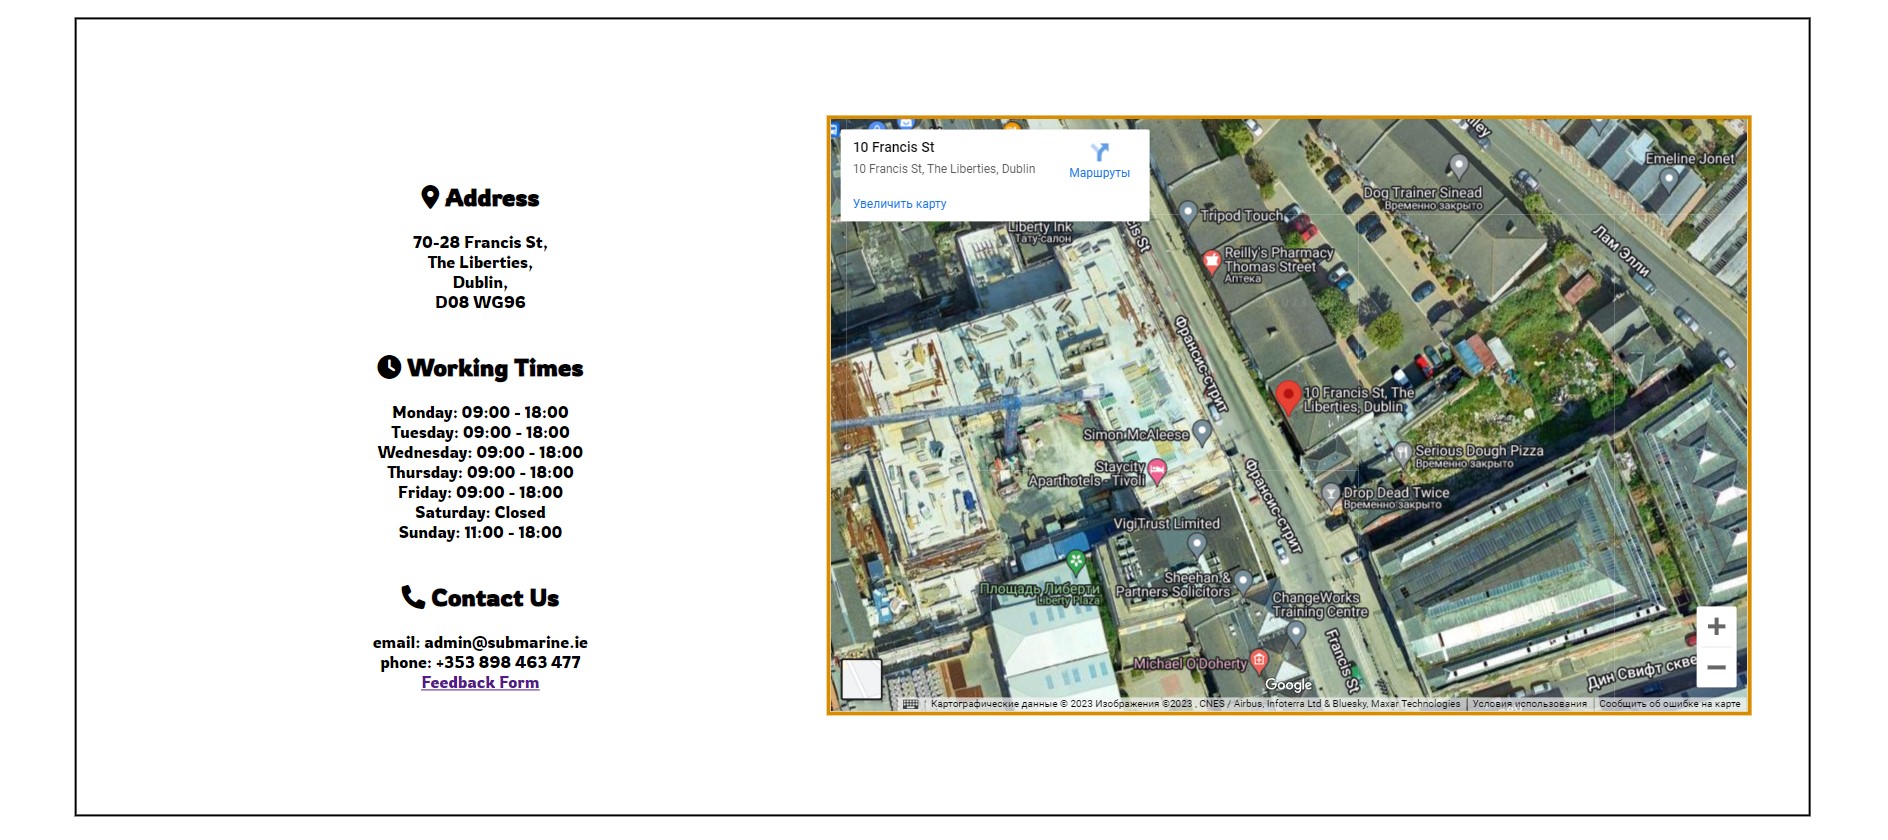 Address
70-28 Francis St,
The Liberties,
Dublin,
D08 WG96
Working Times
Monday: 09:00 - 18:00
Tuesday: 09:00 - 18:00
Wednesday: 09:00 - 18:00
Thursday: 09:00 - 18:00
Friday: 09:00 - 18:00
Saturday: Closed
Sunday: 11:00 - 18:00
Contact Us
email: admin@submarine.ie
phone: +353 898 463 477
Feedback Form
10 Francis St
10 Francis St, The Liberties, Dublin
Маршруты
Увеличить карту
Emeline Jonet
Dog Trainer Sinead
Временно закрыто
Tripod Touch
Liberty Ink
Тату-салон
Лам Элли
Reilly's Pharmacy
Thomas Street
Аптека
Франсис-стрит
10 Francis St, The
Liberties, Dublin
Simon McAleese
Serious Dough Pizza
Временно закрыто
Staycity
Aparthotels - Tivoli
Drop Dead Twice
Временно закрыто
Франсис-стрит
VigiTrust Limited
Sheehan &
Partners Solicitors
Площадь Либерти
Liberty Plaza
ChangeWorks
Training Centre
Francis St
Michael O'Doherty
Дин Свифт скве
Google
Картографические данные © 2023 Изображения ©2023 , CNES / Airbus, Infoterra Ltd & Bluesky, Maxar Technologies
Условия использования
Сообщить об ошибке на карте